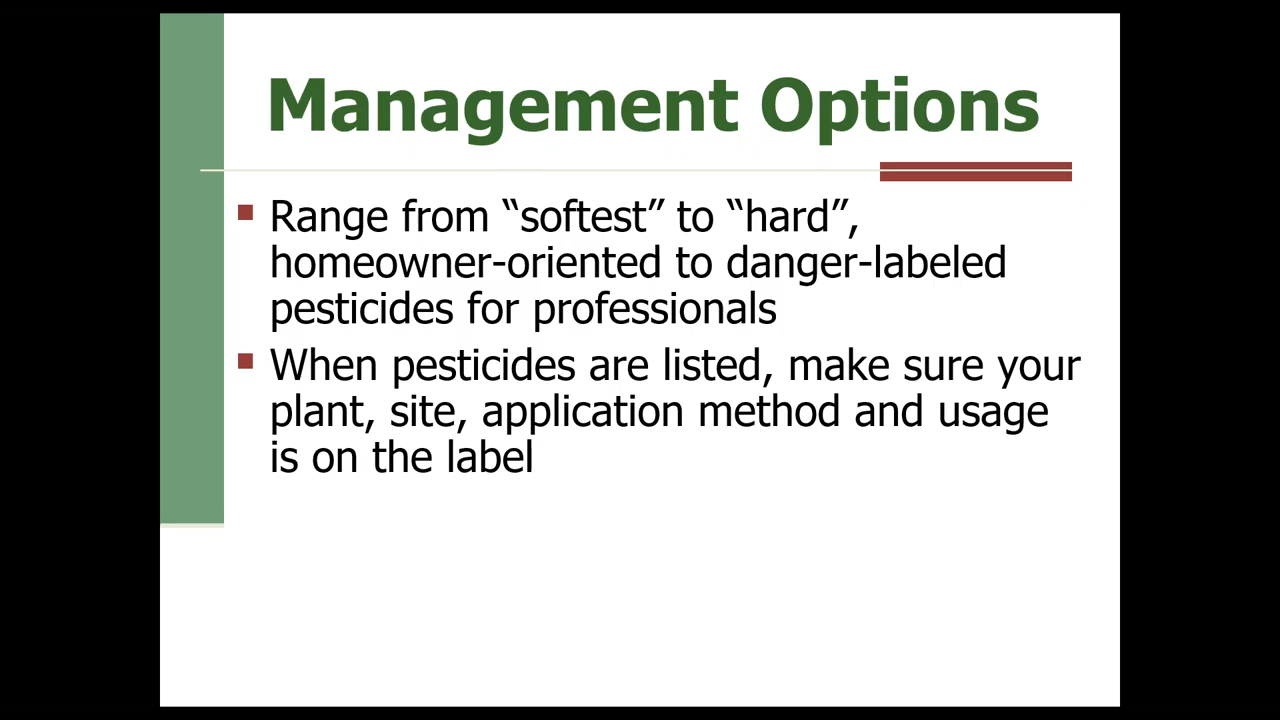 Management Options
Range from “softest” to “hard”,
homeowner-oriented to danger-labeled
pesticides for professionals
When pesticides are listed, make sure your
plant, site, application method and usage
is on the label